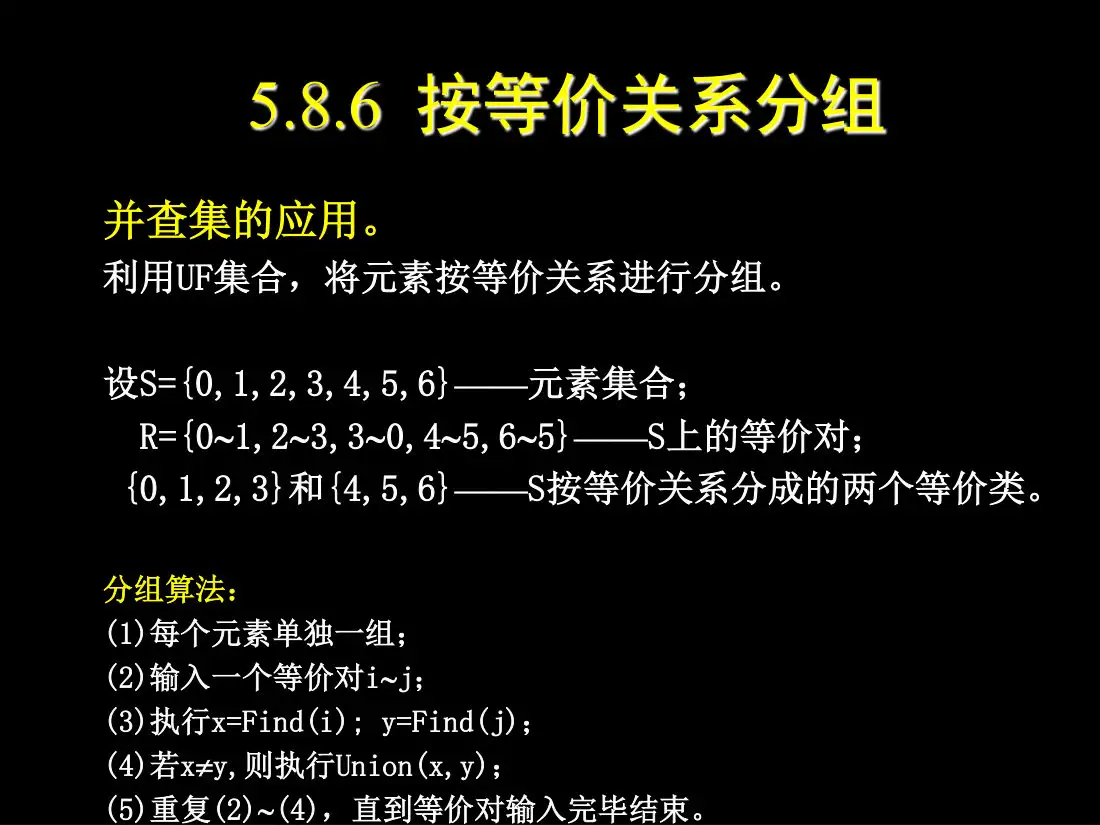 5.8.6 按等价关系分组
并查集的应用。
利用UF集合，将元素按等价关系进行分组。
设S={0,1,2,3,4,5,6}——元素集合；
R={0~1,2~3,3~0,4~5,6~5}——S上的等价对；
{0,1,2,3}和{4,5,6}——S按等价关系分成的两个等价类。
分组算法：
(1)每个元素单独一组；
(2)输入一个等价对i~j；
(3)执行x=Find(i); y=Find(j)；
(4)若x≠y,则执行Union(x,y)；
(5)重复(2)~(4)，直到等价对输入完毕结束。